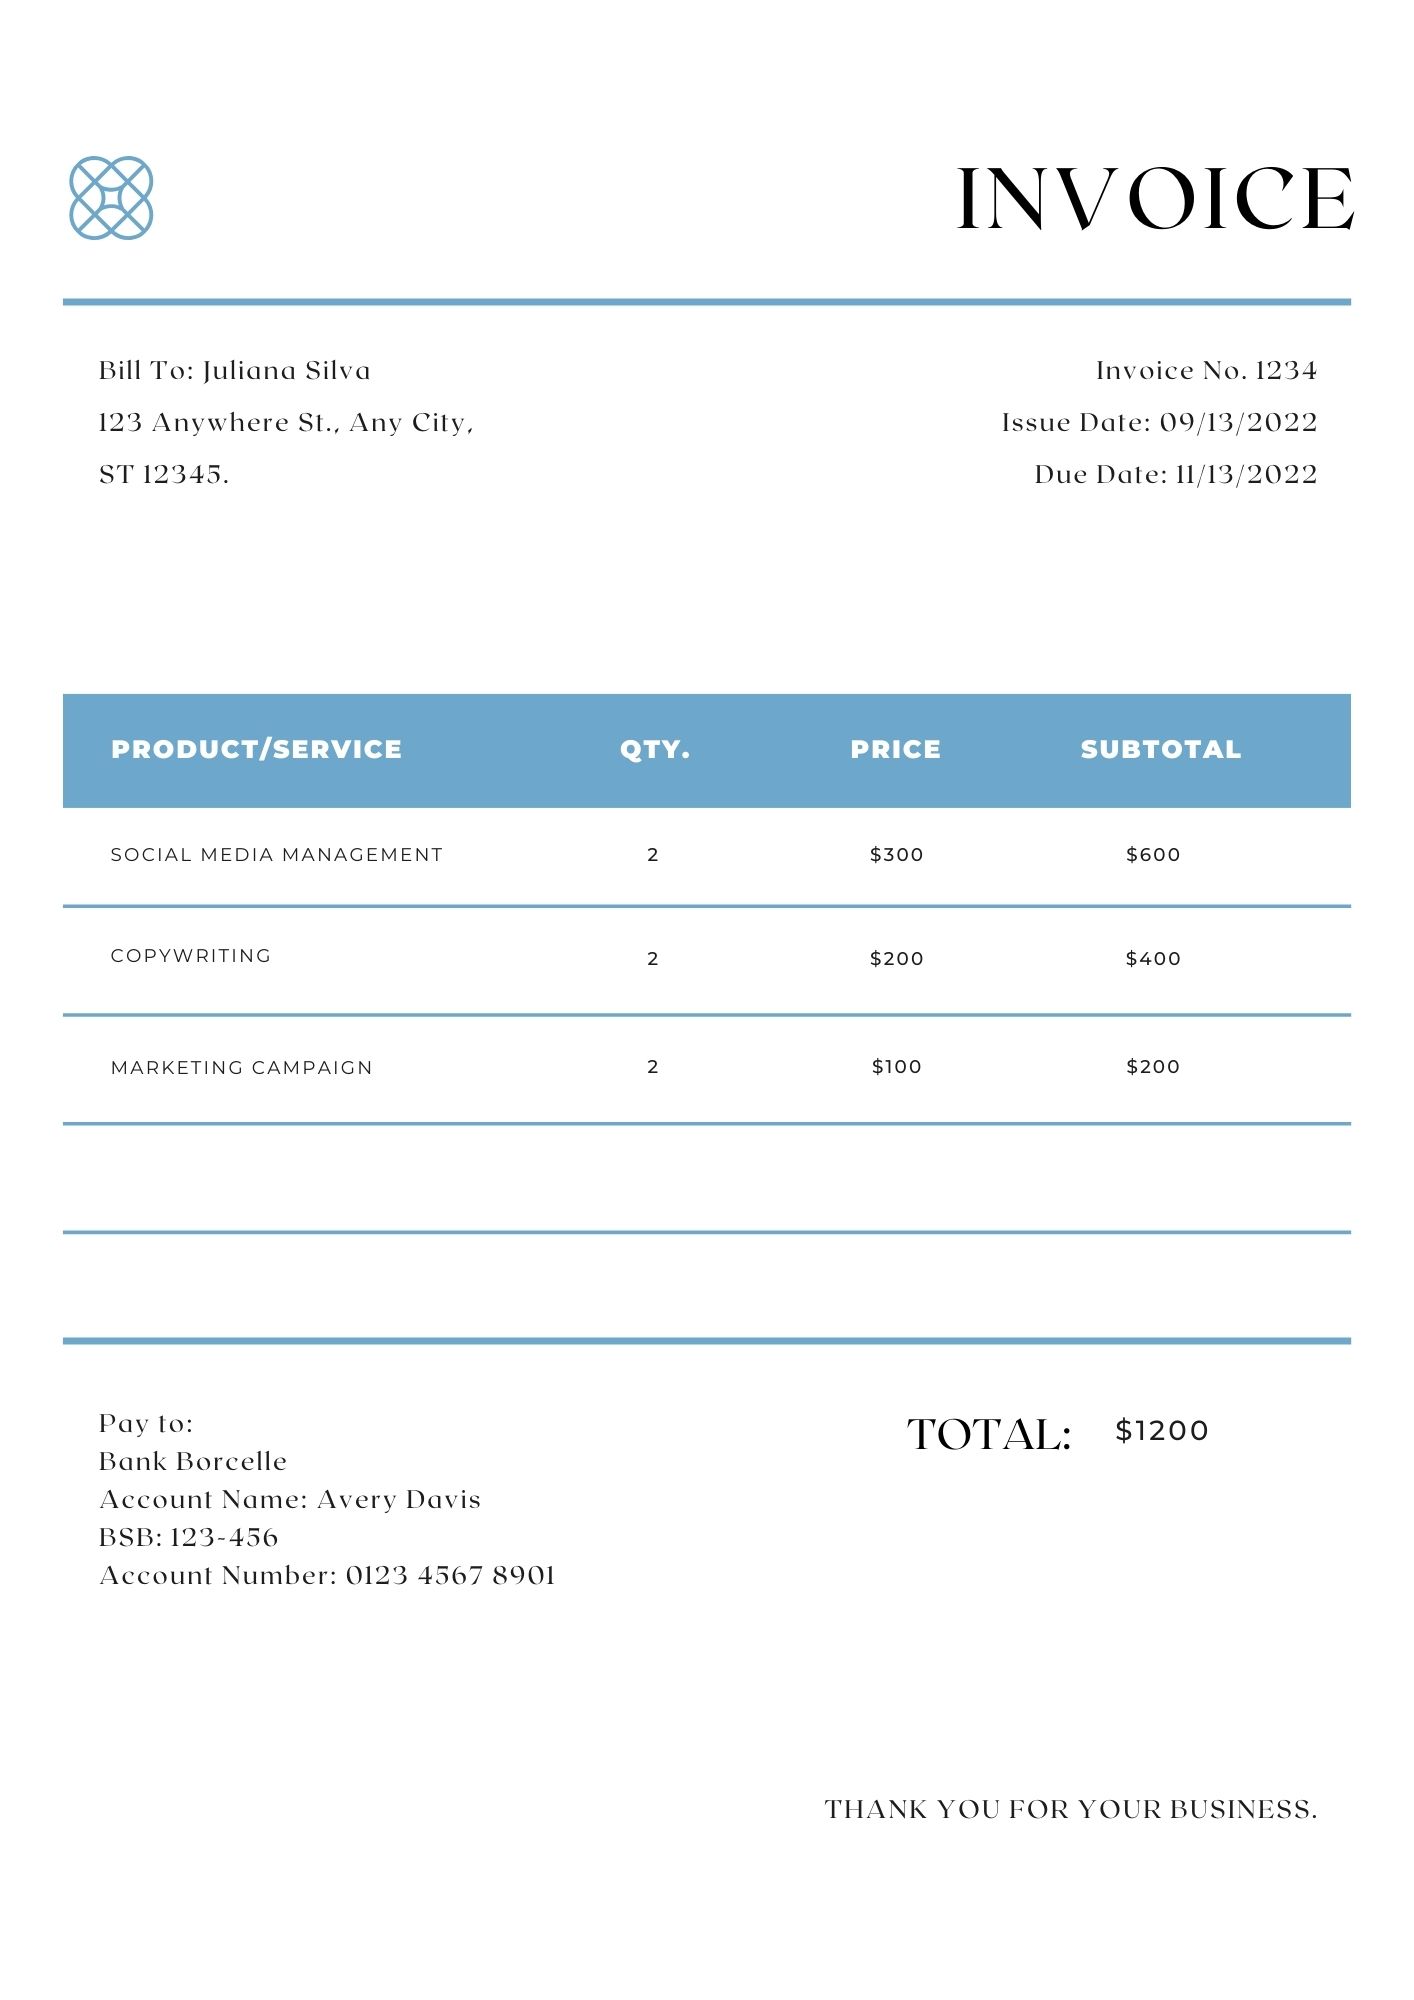 INVOICE
Bill To: Juliana Silva
123 Anywhere St., Any City,
ST 12345.
Invoice No. 1234
Issue Date: 09/13/2022
Due Date: 11/13/2022
PRODUCT/SERVICE QTY. PRICE SUBTOTAL
SOCIAL MEDIA MANAGEMENT 2 $300 $600
COPYWRITING 2 $200 $400
MARKETING CAMPAIGN 2 $100 $200
Pay to:
Bank Borcelle
Account Name: Avery Davis
BSB: 123-456
Account Number: 0123 4567 8901
TOTAL: $1200
THANK YOU FOR YOUR BUSINESS.